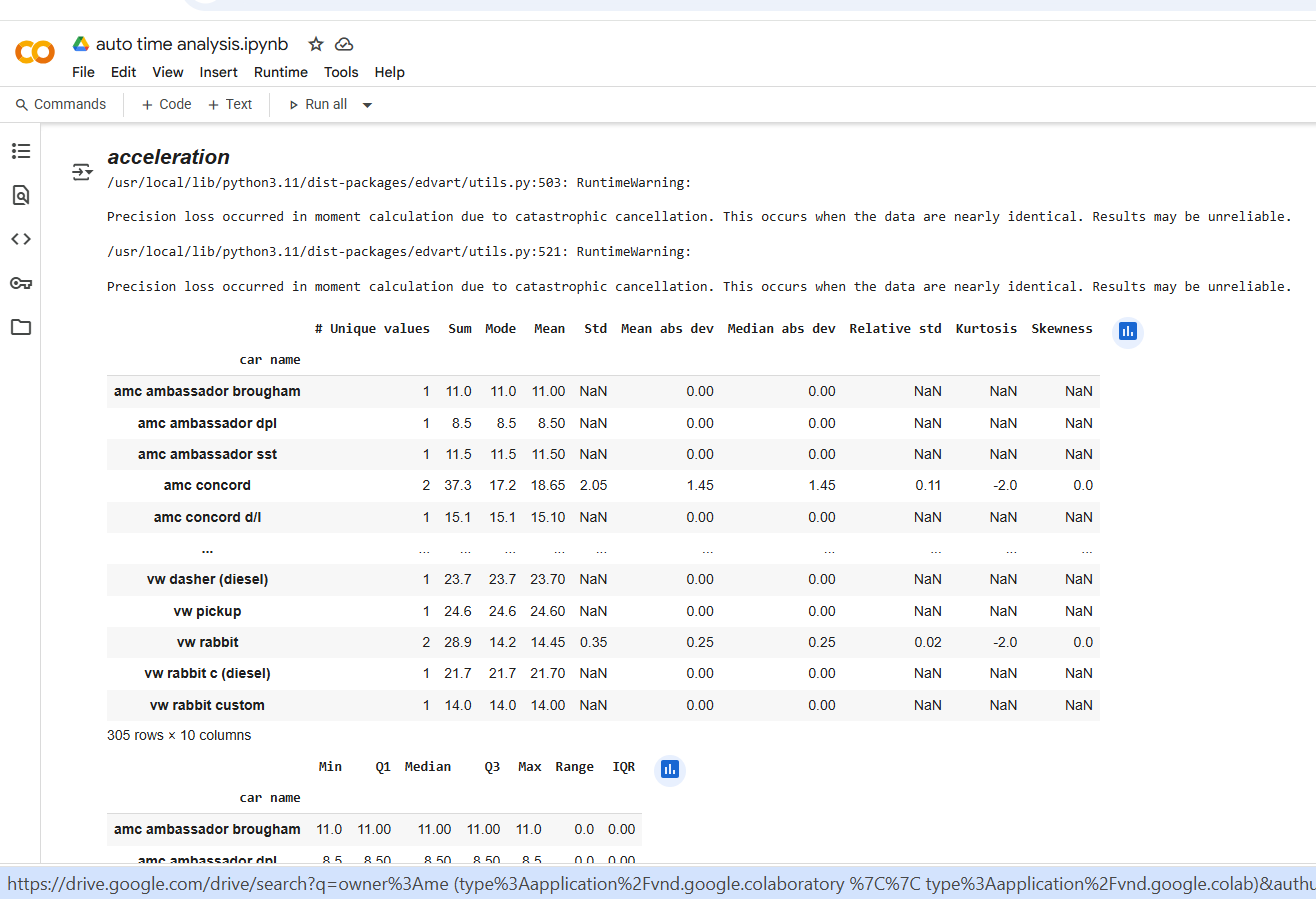 auto time analysis.ipynb
File Edit View Insert Runtime Tools Help
Commands + Code + Text Run all
acceleration
/usr/local/lib/python3.11/dist-packages/edvart/utils.py:503: RuntimeWarning:
Precision loss occurred in moment calculation due to catastrophic cancellation. This occurs when the data are nearly identical. Results may be unreliable.
/usr/local/lib/python3.11/dist-packages/edvart/utils.py:521: RuntimeWarning:
Precision loss occurred in moment calculation due to catastrophic cancellation. This occurs when the data are nearly identical. Results may be unreliable.
# Unique values Sum Mode Mean Std Mean abs dev Median abs dev Relative std Kurtosis Skewness
car name
amc ambassador brougham 1 11.0 11.0 11.00 NaN 0.00 0.00 NaN NaN NaN
amc ambassador dpl 1 8.5 8.5 8.50 NaN 0.00 0.00 NaN NaN NaN
amc ambassador sst 1 11.5 11.5 11.50 NaN 0.00 0.00 NaN NaN NaN
amc concord 2 37.3 17.2 18.65 2.05 1.45 1.45 0.11 -2.0 0.0
amc concord d/l 1 15.1 15.1 15.10 NaN 0.00 0.00 NaN NaN NaN
... ... ... ... ... ... ... ... ... ... ...
vw dasher (diesel) 1 23.7 23.7 23.70 NaN 0.00 0.00 NaN NaN NaN
vw pickup 1 24.6 24.6 24.60 NaN 0.00 0.00 NaN NaN NaN
vw rabbit 2 28.9 14.2 14.45 0.35 0.25 0.25 0.02 -2.0 0.0
vw rabbit c (diesel) 1 21.7 21.7 21.70 NaN 0.00 0.00 NaN NaN NaN
vw rabbit custom 1 14.0 14.0 14.00 NaN 0.00 0.00 NaN NaN NaN
305 rows × 10 columns
Min Q1 Median Q3 Max Range IQR
car name
amc ambassador brougham 11.0 11.00 11.00 11.00 11.0 0.0 0.00
amc ambassador dpl 8.5 8.50 8.50 8.50 8.5 0.0 0.00
https://drive.google.com/drive/search?q=owner%3Ame (type%3Aapplication%2Fvnd.google.colaboratory %7C%7C type%3Aapplication%2Fvnd.google.colab)&authu